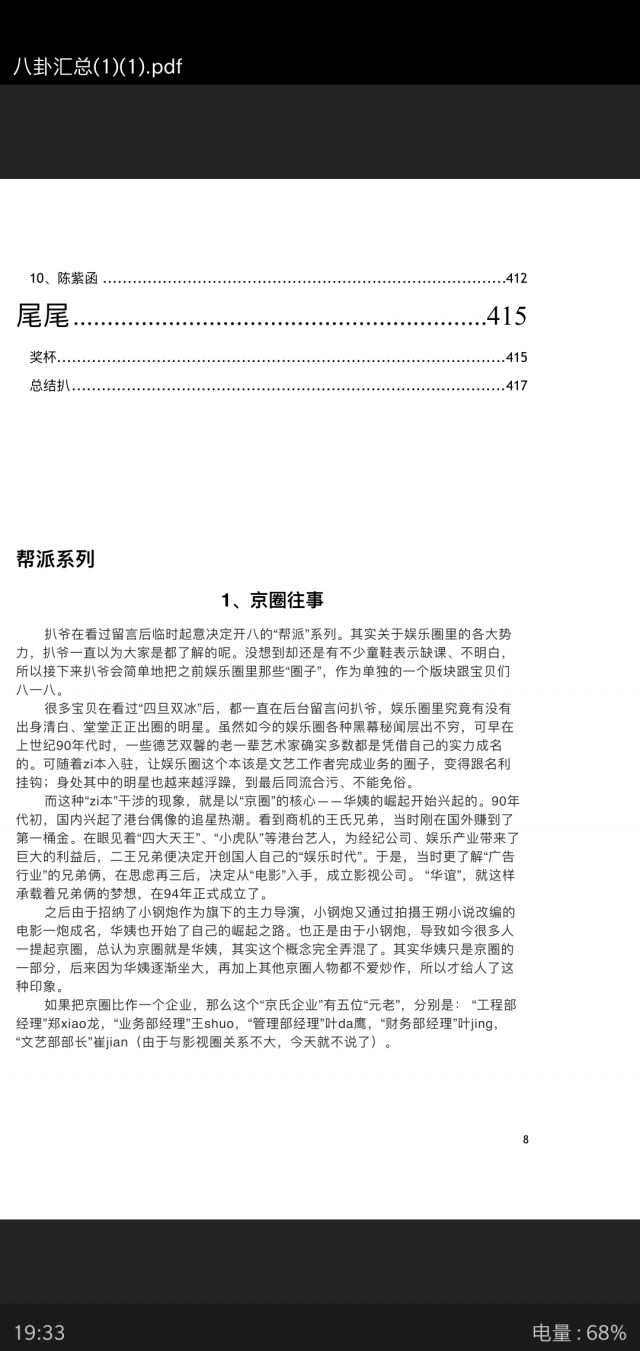 八卦汇总(1)(1).pdf
10、陈紫函 ........................................................................................412
尾尾..............................................................415
奖杯..............................................................................................415
总结扒...........................................................................................417
帮派系列
1、京圈往事
扒爷在看过留言后临时起意决定开八的“帮派”系列。其实关于娱乐圈里的各大势
力，扒爷一直以为大家是都了解的呢。没想到却还是有不少童鞋表示缺课、不明白，
所以接下来扒爷会简单地把之前娱乐圈里那些“圈子”，作为单独的一个版块跟宝贝们
八一八。
很多宝贝在看过“四旦双冰”后，都一直在后台留言问扒爷，娱乐圈里究竟有没有
出身清白、堂堂正正出圈的明星。虽然如今的娱乐圈各种黑幕秘闻层出不穷，可早在
上世纪90年代时，一些德艺双馨的老一辈艺术家确实多数都是凭借自己的实力成名
的。可随着zi本入驻，让娱乐圈这个本该是文艺工作者完成业务的圈子，变得跟名利
挂钩；身处其中的明星也越来越浮躁，到最后同流合污、不能免俗。
而这种“zi本”干涉的现象，就是以“京圈”的核心——华姨的崛起开始兴起的。90年
代初，国内兴起了港台偶像的追星热潮。看到商机的王氏兄弟，当时刚在国外赚到了
第一桶金。在眼见着“四大天王”、“小虎队”等港台艺人，为经纪公司、娱乐产业带来了
巨大的利益后，二王兄弟便决定开创国人自己的“娱乐时代”。于是，当时更了解“广告
行业”的兄弟俩，在思虑再三后，决定从“电影”入手，成立影视公司。 “华谊”，就这样
承载着兄弟俩的梦想，在94年正式成立了。
之后由于招纳了小钢炮作为旗下的主力导演，小钢炮又通过拍摄王朔小说改编的
电影一炮成名，华姨也开始了自己的崛起之路。也正是由于小钢炮，导致如今很多人
一提起京圈，总认为京圈就是华姨，其实这个概念完全弄混了。其实华姨只是京圈的
一部分，后来因为华姨逐渐坐大，再加上其他京圈人物都不爱炒作，所以才给人了这
种印象。
如果把京圈比作一个企业，那么这个“京氏企业”有五位“元老”，分别是： “工程部
经理”郑xiao龙，“业务部经理”王shuo，“管理部经理”叶da鹰，“财务部经理”叶jing，
“文艺部部长”崔jian（由于与影视圈关系不大，今天就不说了）。
8
19:33
电量 : 68%